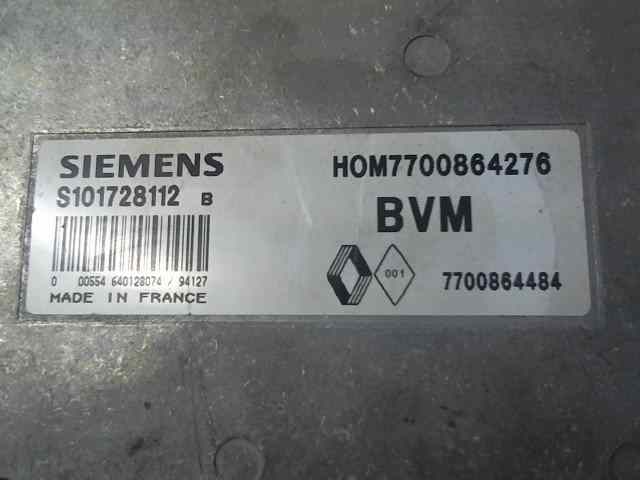 SIEMENS
HOM7700864276
S101728112 B
BVM
0 00554 640128074 / 94127
001
7700864484
MADE IN FRANCE